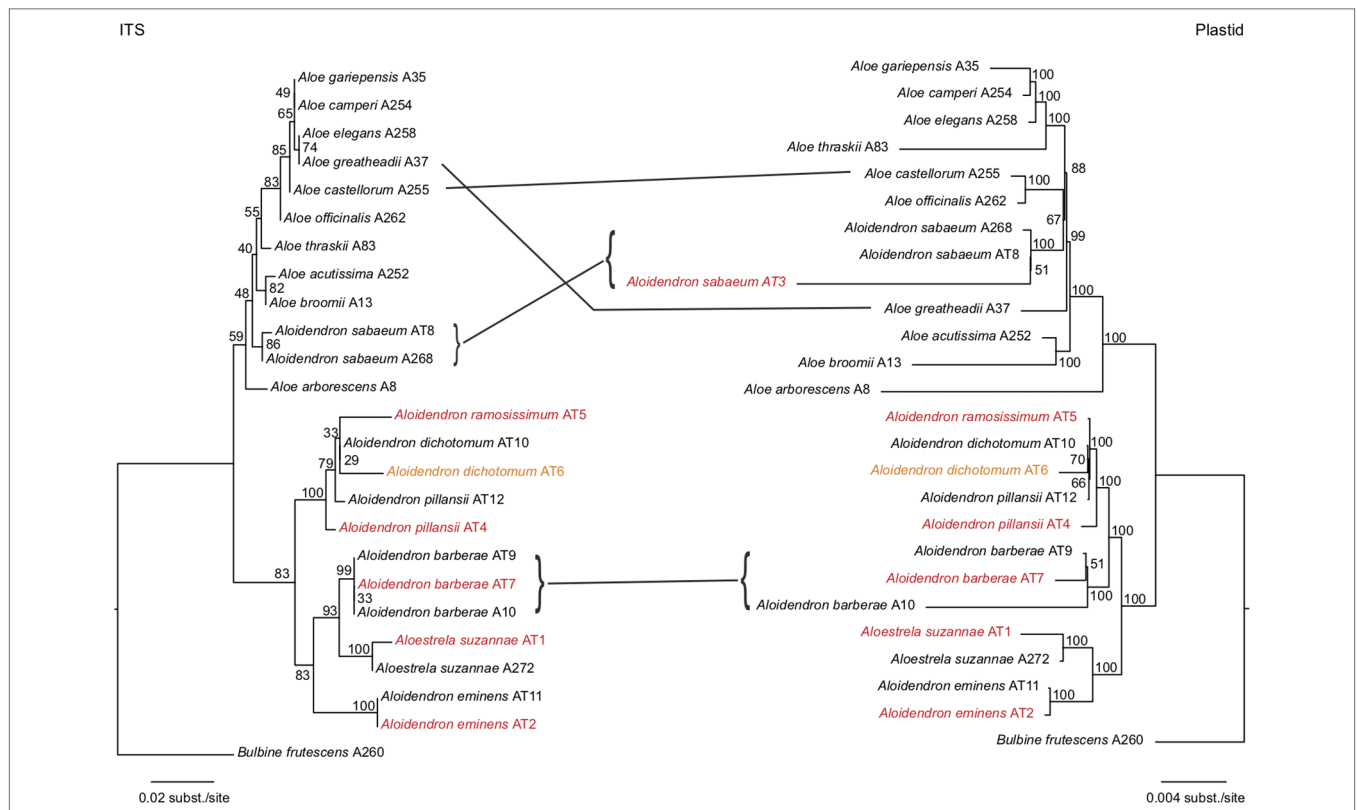 ITS
Plastid
Aloe gariepensis A35
Aloe camperi A254
Aloe elegans A258
Aloe greatheadii A37
Aloe castellorum A255
Aloe officinalis A262
Aloe thraskii A83
Aloe acutissima A252
Aloe broomii A13
Aloidendron sabaeum AT8
Aloidendron sabaeum A268
Aloe arborescens A8
Aloidendron ramosissimum AT5
Aloidendron dichotomum AT10
Aloidendron dichotomum AT6
Aloidendron pillansii AT12
Aloidendron pillansii AT4
Aloidendron barberae AT9
Aloidendron barberae AT7
Aloidendron barberae A10
Aloestrela suzannae AT1
Aloestrela suzannae A272
Aloidendron eminens AT11
Aloidendron eminens AT2
Bulbine frutescens A260
49
65
74
85
83
55
40
82
48
86
59
33
29
79
100
83
99
33
93
100
83
100
0.02 subst./site
Aloe gariepensis A35
Aloe camperi A254
Aloe elegans A258
Aloe thraskii A83
Aloe castellorum A255
Aloe officinalis A262
Aloidendron sabaeum A268
Aloidendron sabaeum AT8
Aloidendron sabaeum AT3
Aloe greatheadii A37
Aloe acutissima A252
Aloe broomii A13
Aloe arborescens A8
Aloidendron ramosissimum AT5
Aloidendron dichotomum AT10
Aloidendron dichotomum AT6
Aloidendron pillansii AT12
Aloidendron pillansii AT4
Aloidendron barberae AT9
Aloidendron barberae AT7
Aloidendron barberae A10
Aloestrela suzannae AT1
Aloestrela suzannae A272
Aloidendron eminens AT11
Aloidendron eminens AT2
Bulbine frutescens A260
100
100
100
88
100
67
99
100
51
100
100
100
100
70
66
100
100
51
100
100
100
100
100
0.004 subst./site